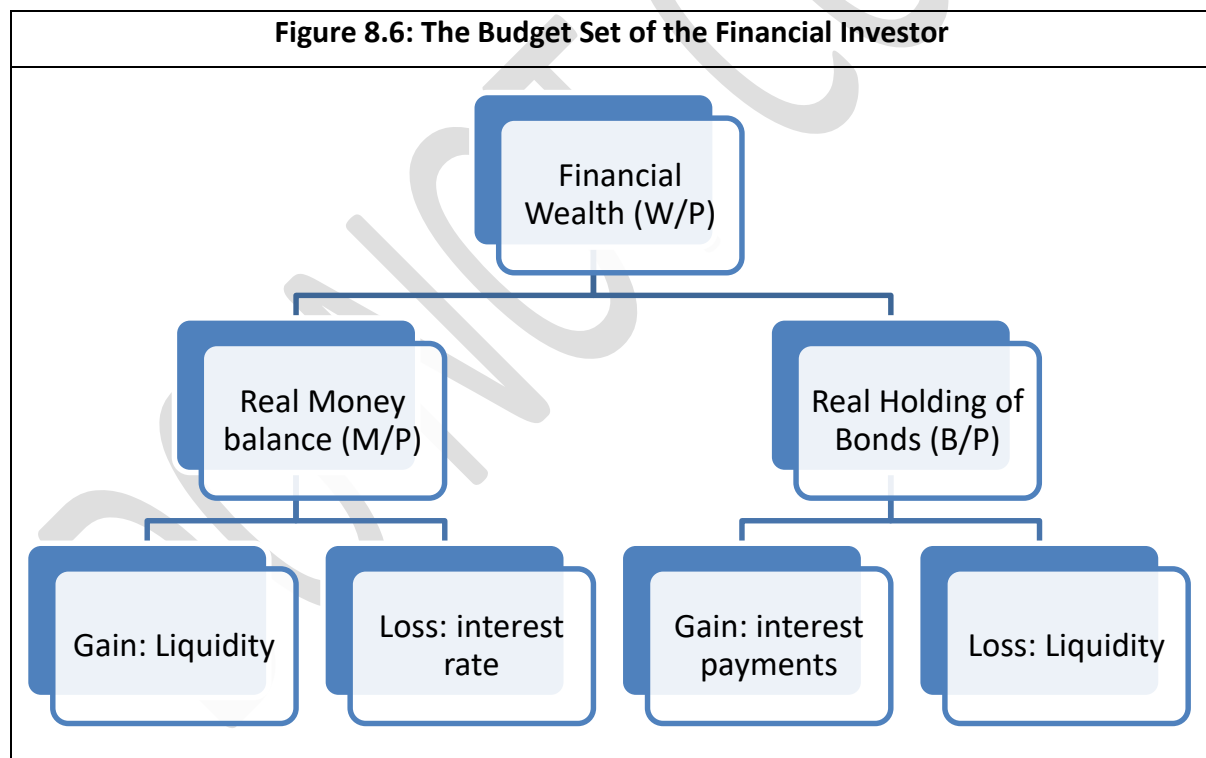 Figure 8.6: The Budget Set of the Financial Investor
Financial
Wealth (W/P)
Real Money
balance (M/P)
Real Holding of
Bonds (B/P)
Gain: Liquidity
Loss: interest
rate
Gain: interest
payments
Loss: Liquidity